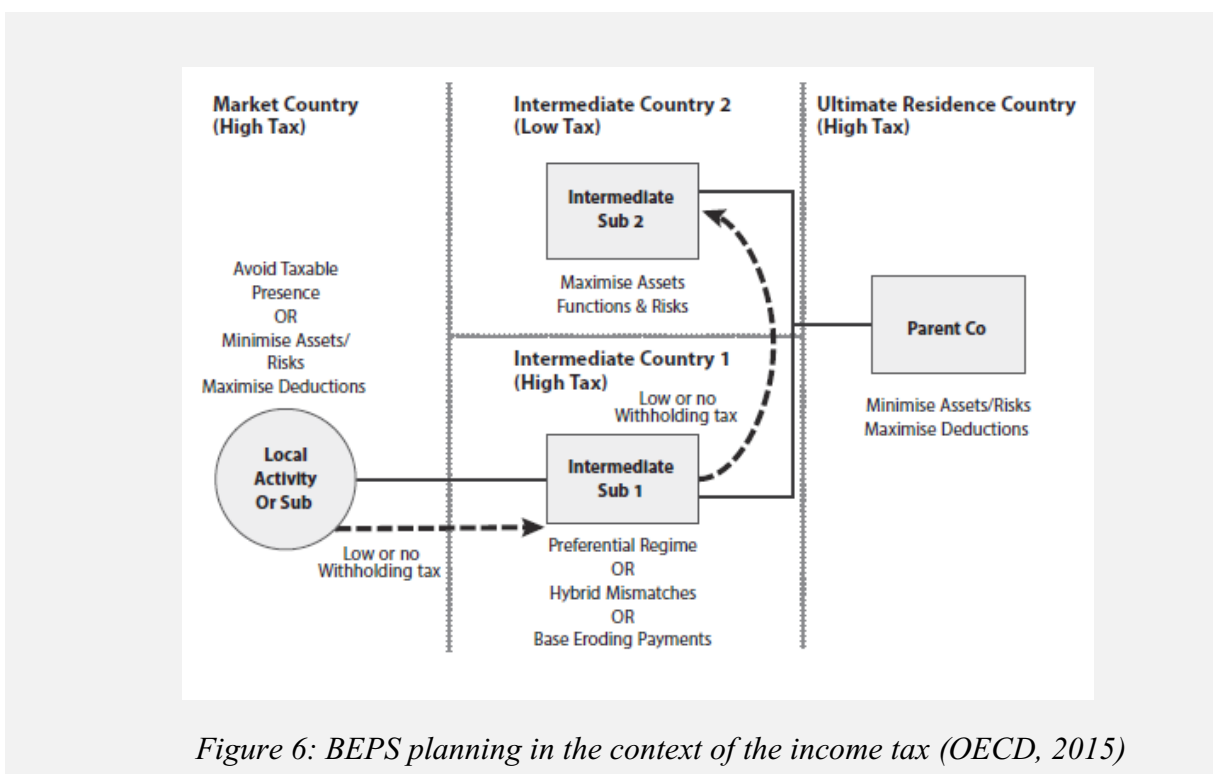 Market Country
(High Tax)
Avoid Taxable
Presence
OR
Minimise Assets/
Risks
Maximise Deductions
Local
Activity
Or Sub
Low or no
Withholding tax
Intermediate Country 2
(Low Tax)
Intermediate
Sub 2
Maximise Assets
Functions & Risks
Intermediate Country 1
(High Tax)
Low or no
Withholding tax
Intermediate
Sub 1
Preferential Regime
OR
Hybrid Mismatches
OR
Base Eroding Payments
Ultimate Residence Country
(High Tax)
Parent Co
Minimise Assets/Risks
Maximise Deductions
Figure 6: BEPS planning in the context of the income tax (OECD, 2015)